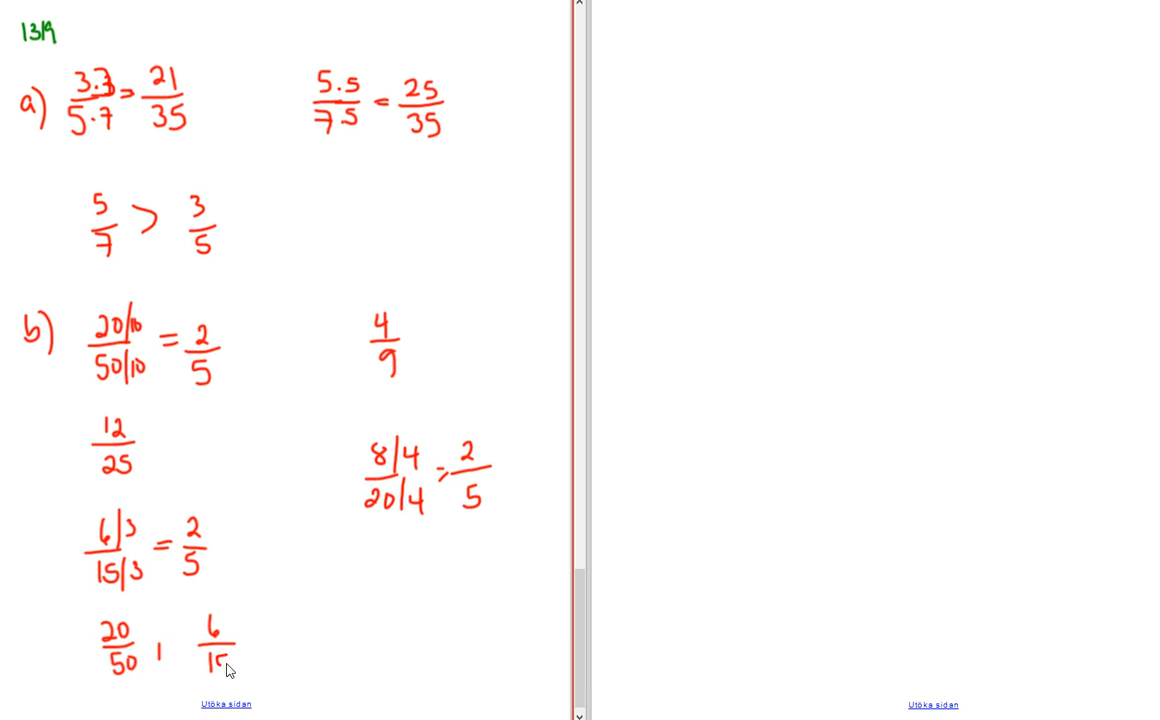 1319
a) 3·7/5·7 = 21/35    5·5/7·5 = 25/35
5/7 > 3/5
b) 20/10 / 50/10 = 2/5    4/9
12/25    8/4 / 20/4 = 2/5
6/3 / 15/3 = 2/5
20/50 , 6/15
Utöka sidan    Utöka sidan